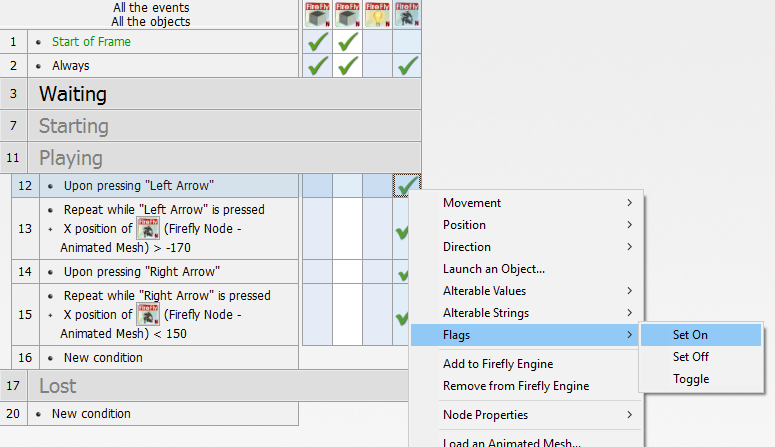 All the events
All the objects
FireFly FireFly FireFly FireFly
N N N N
1 Start of Frame
2 Always
3 Waiting
7 Starting
11 Playing
12 Upon pressing "Left Arrow"
Repeat while "Left Arrow" is pressed
13 + X position of FireFly N (Firefly Node -
Animated Mesh) > -170
14 Upon pressing "Right Arrow"
Repeat while "Right Arrow" is pressed
15 + X position of FireFly N (Firefly Node -
Animated Mesh) < 150
16 New condition
17 Lost
20 New condition
Movement
Position
Direction
Launch an Object...
Alterable Values
Alterable Strings
Flags
Add to Firefly Engine
Remove from Firefly Engine
Node Properties
Load an Animated Mesh...
Set On
Set Off
Toggle